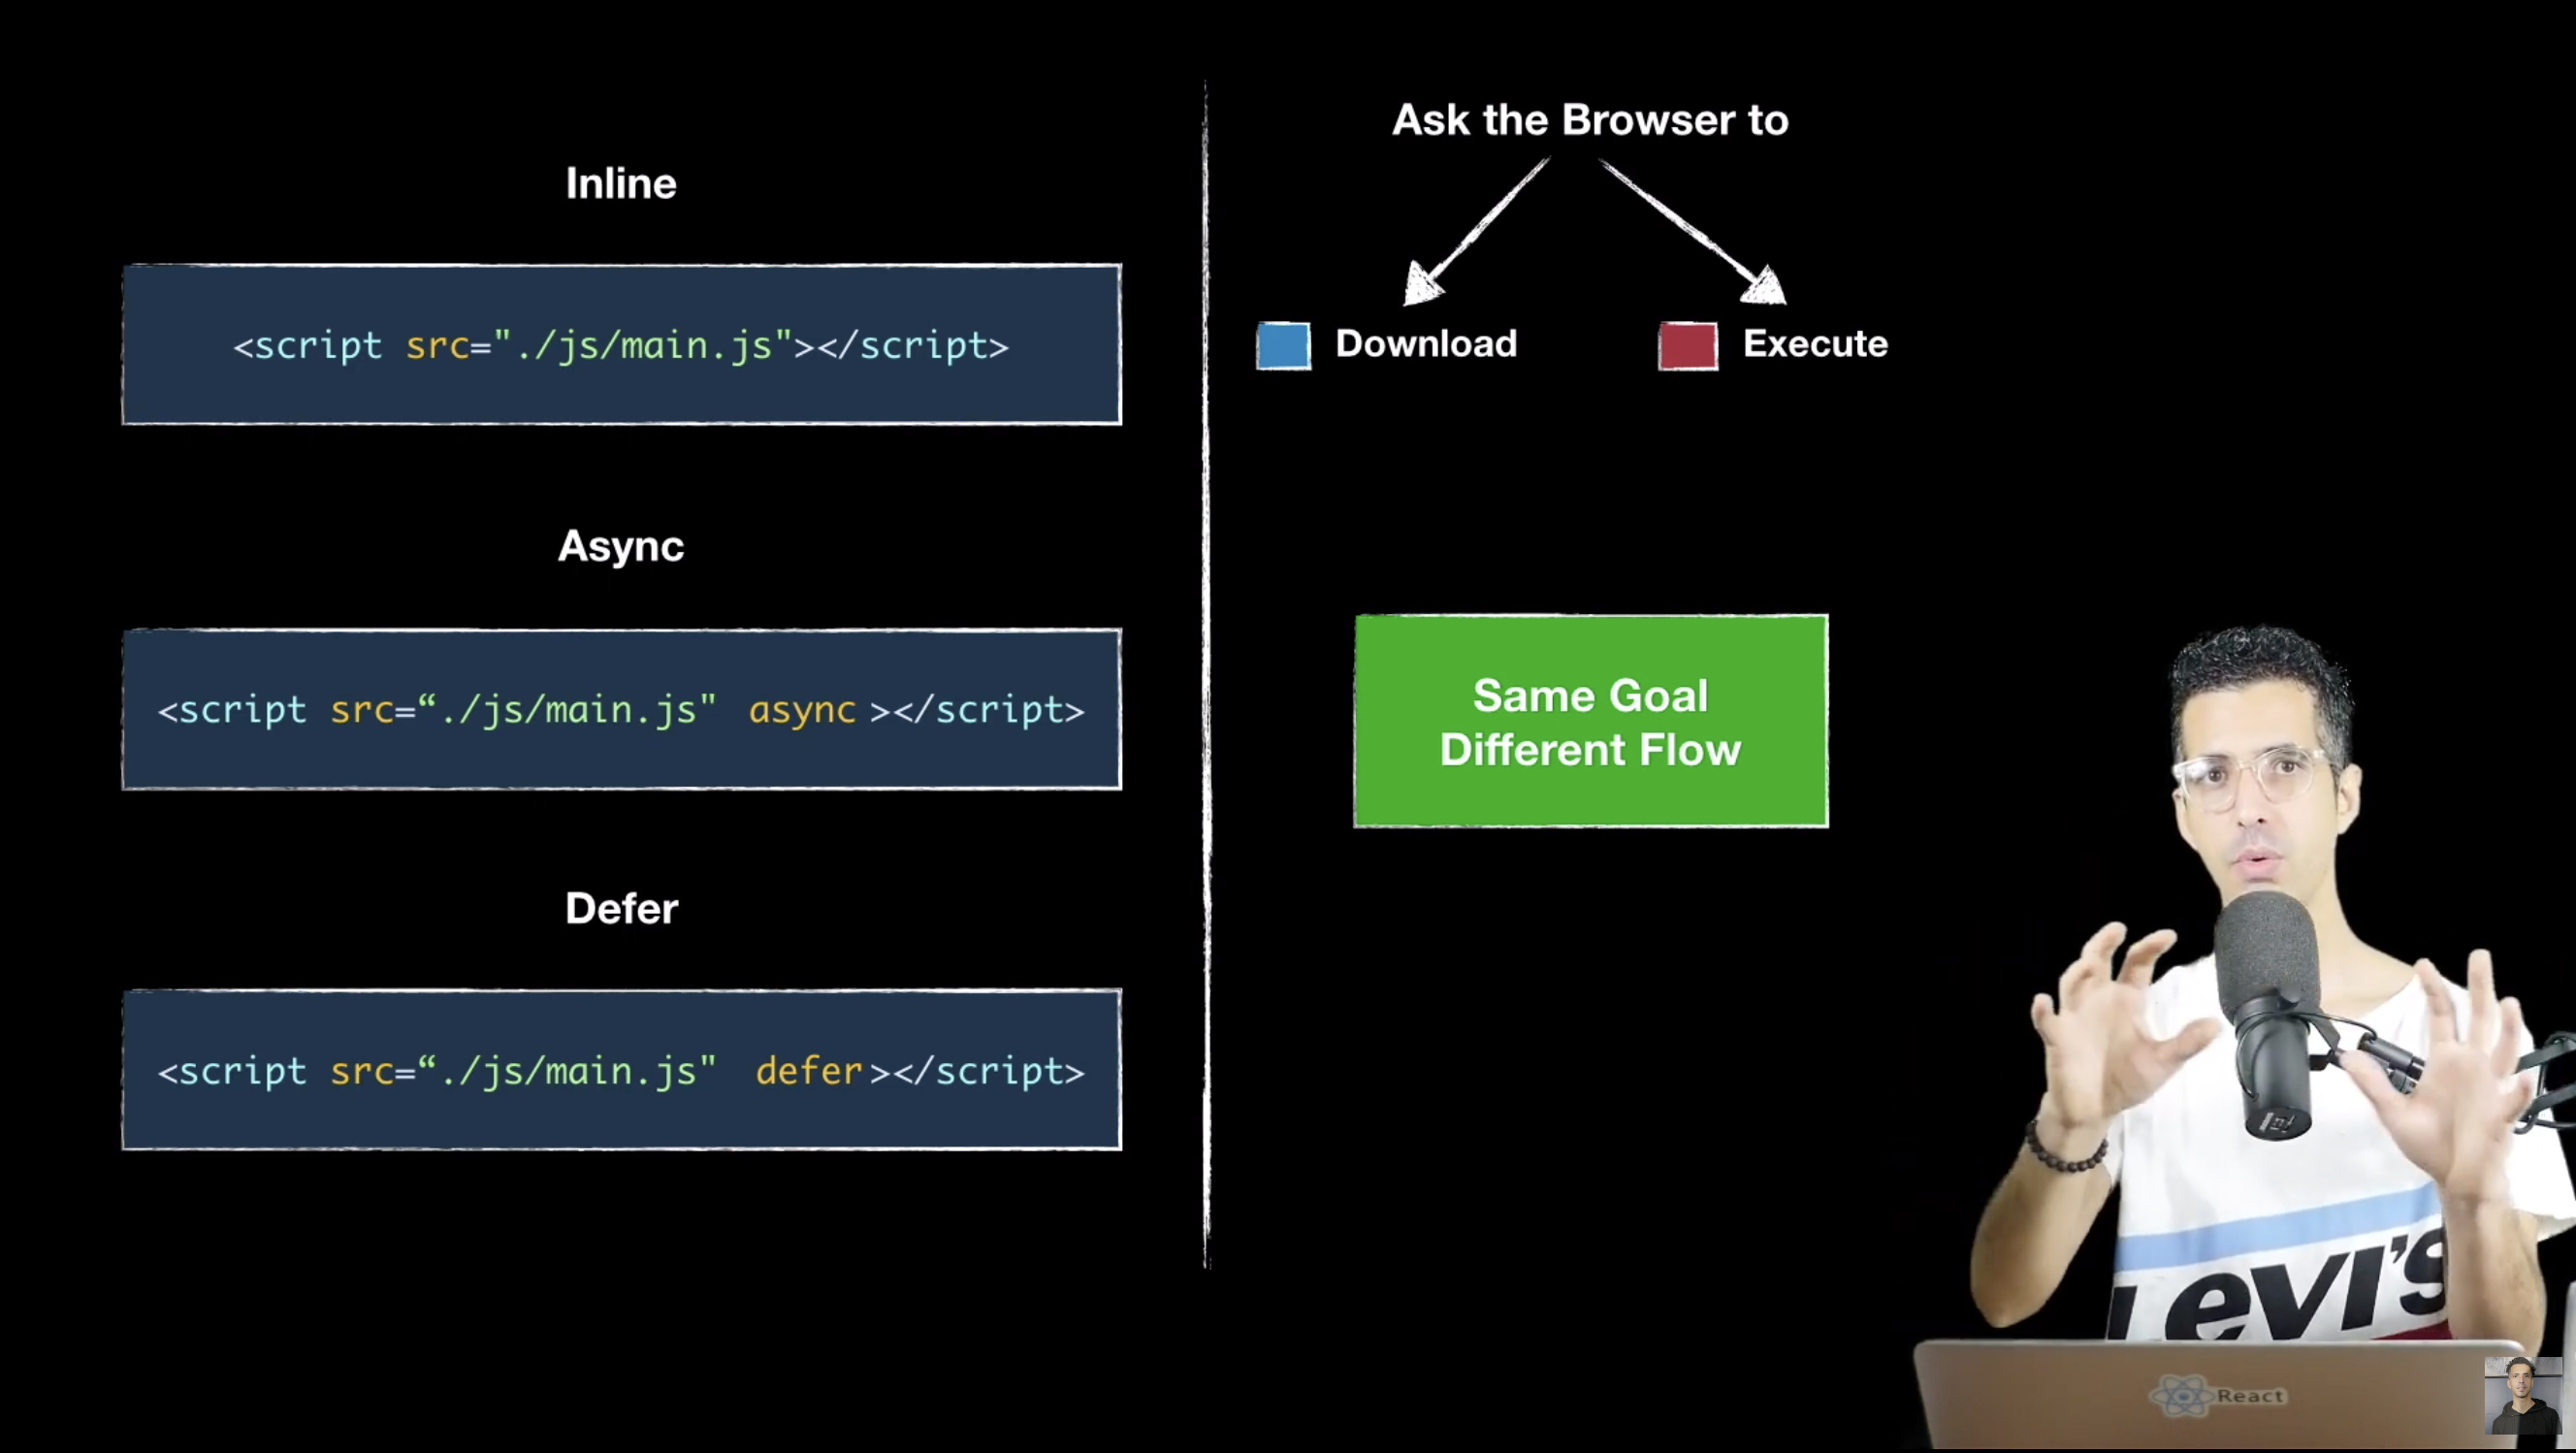 Inline
<script src="./js/main.js"></script>
Async
<script src=“./js/main.js" async ></script>
Defer
<script src=“./js/main.js" defer></script>
Ask the Browser to
Download
Execute
Same Goal
Different Flow
Levi's
React